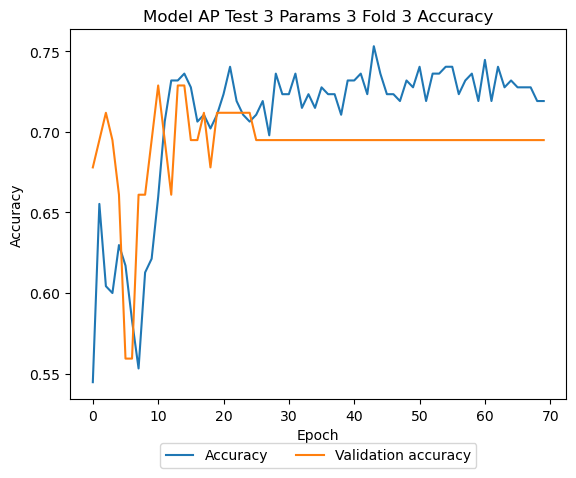 Model AP Test 3 Params 3 Fold 3 Accuracy
0.75
0.70
0.65
0.60
0.55
Accuracy
0 10 20 30 40 50 60 70
Epoch
Accuracy Validation accuracy